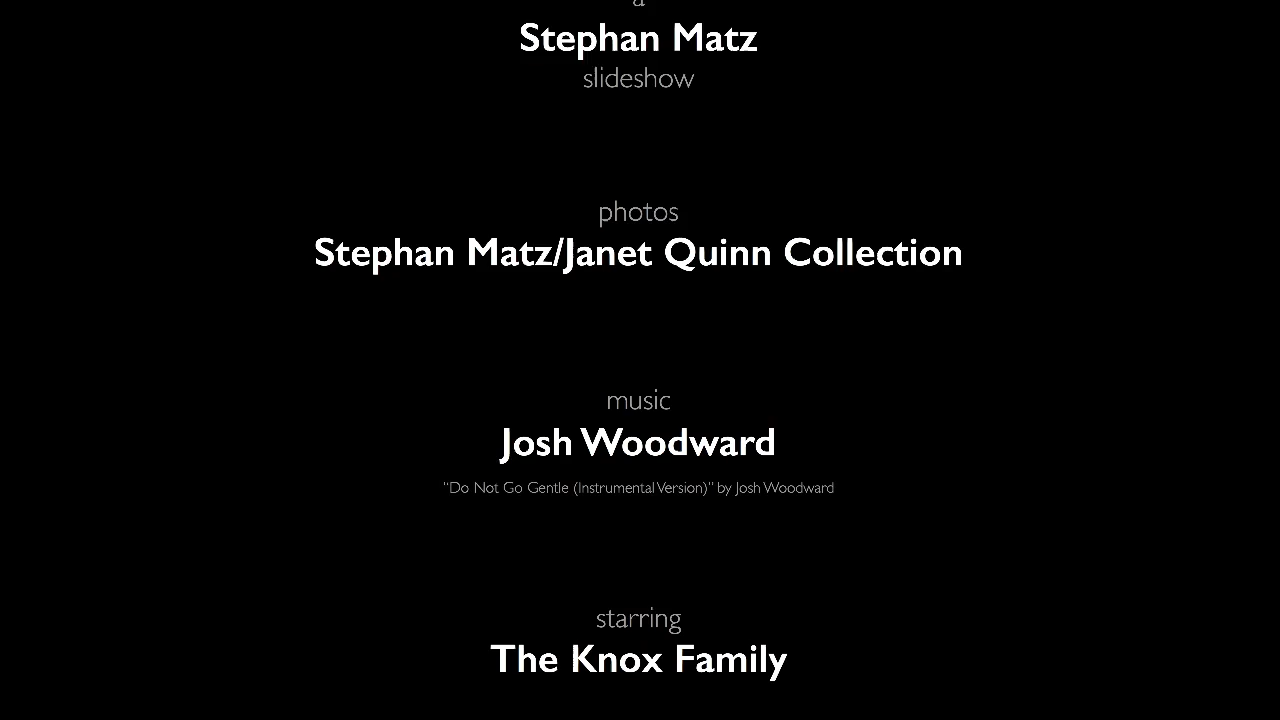 a
Stephan Matz
slideshow
photos
Stephan Matz/Janet Quinn Collection
music
Josh Woodward
"Do Not Go Gentle (Instrumental Version)" by Josh Woodward
starring
The Knox Family